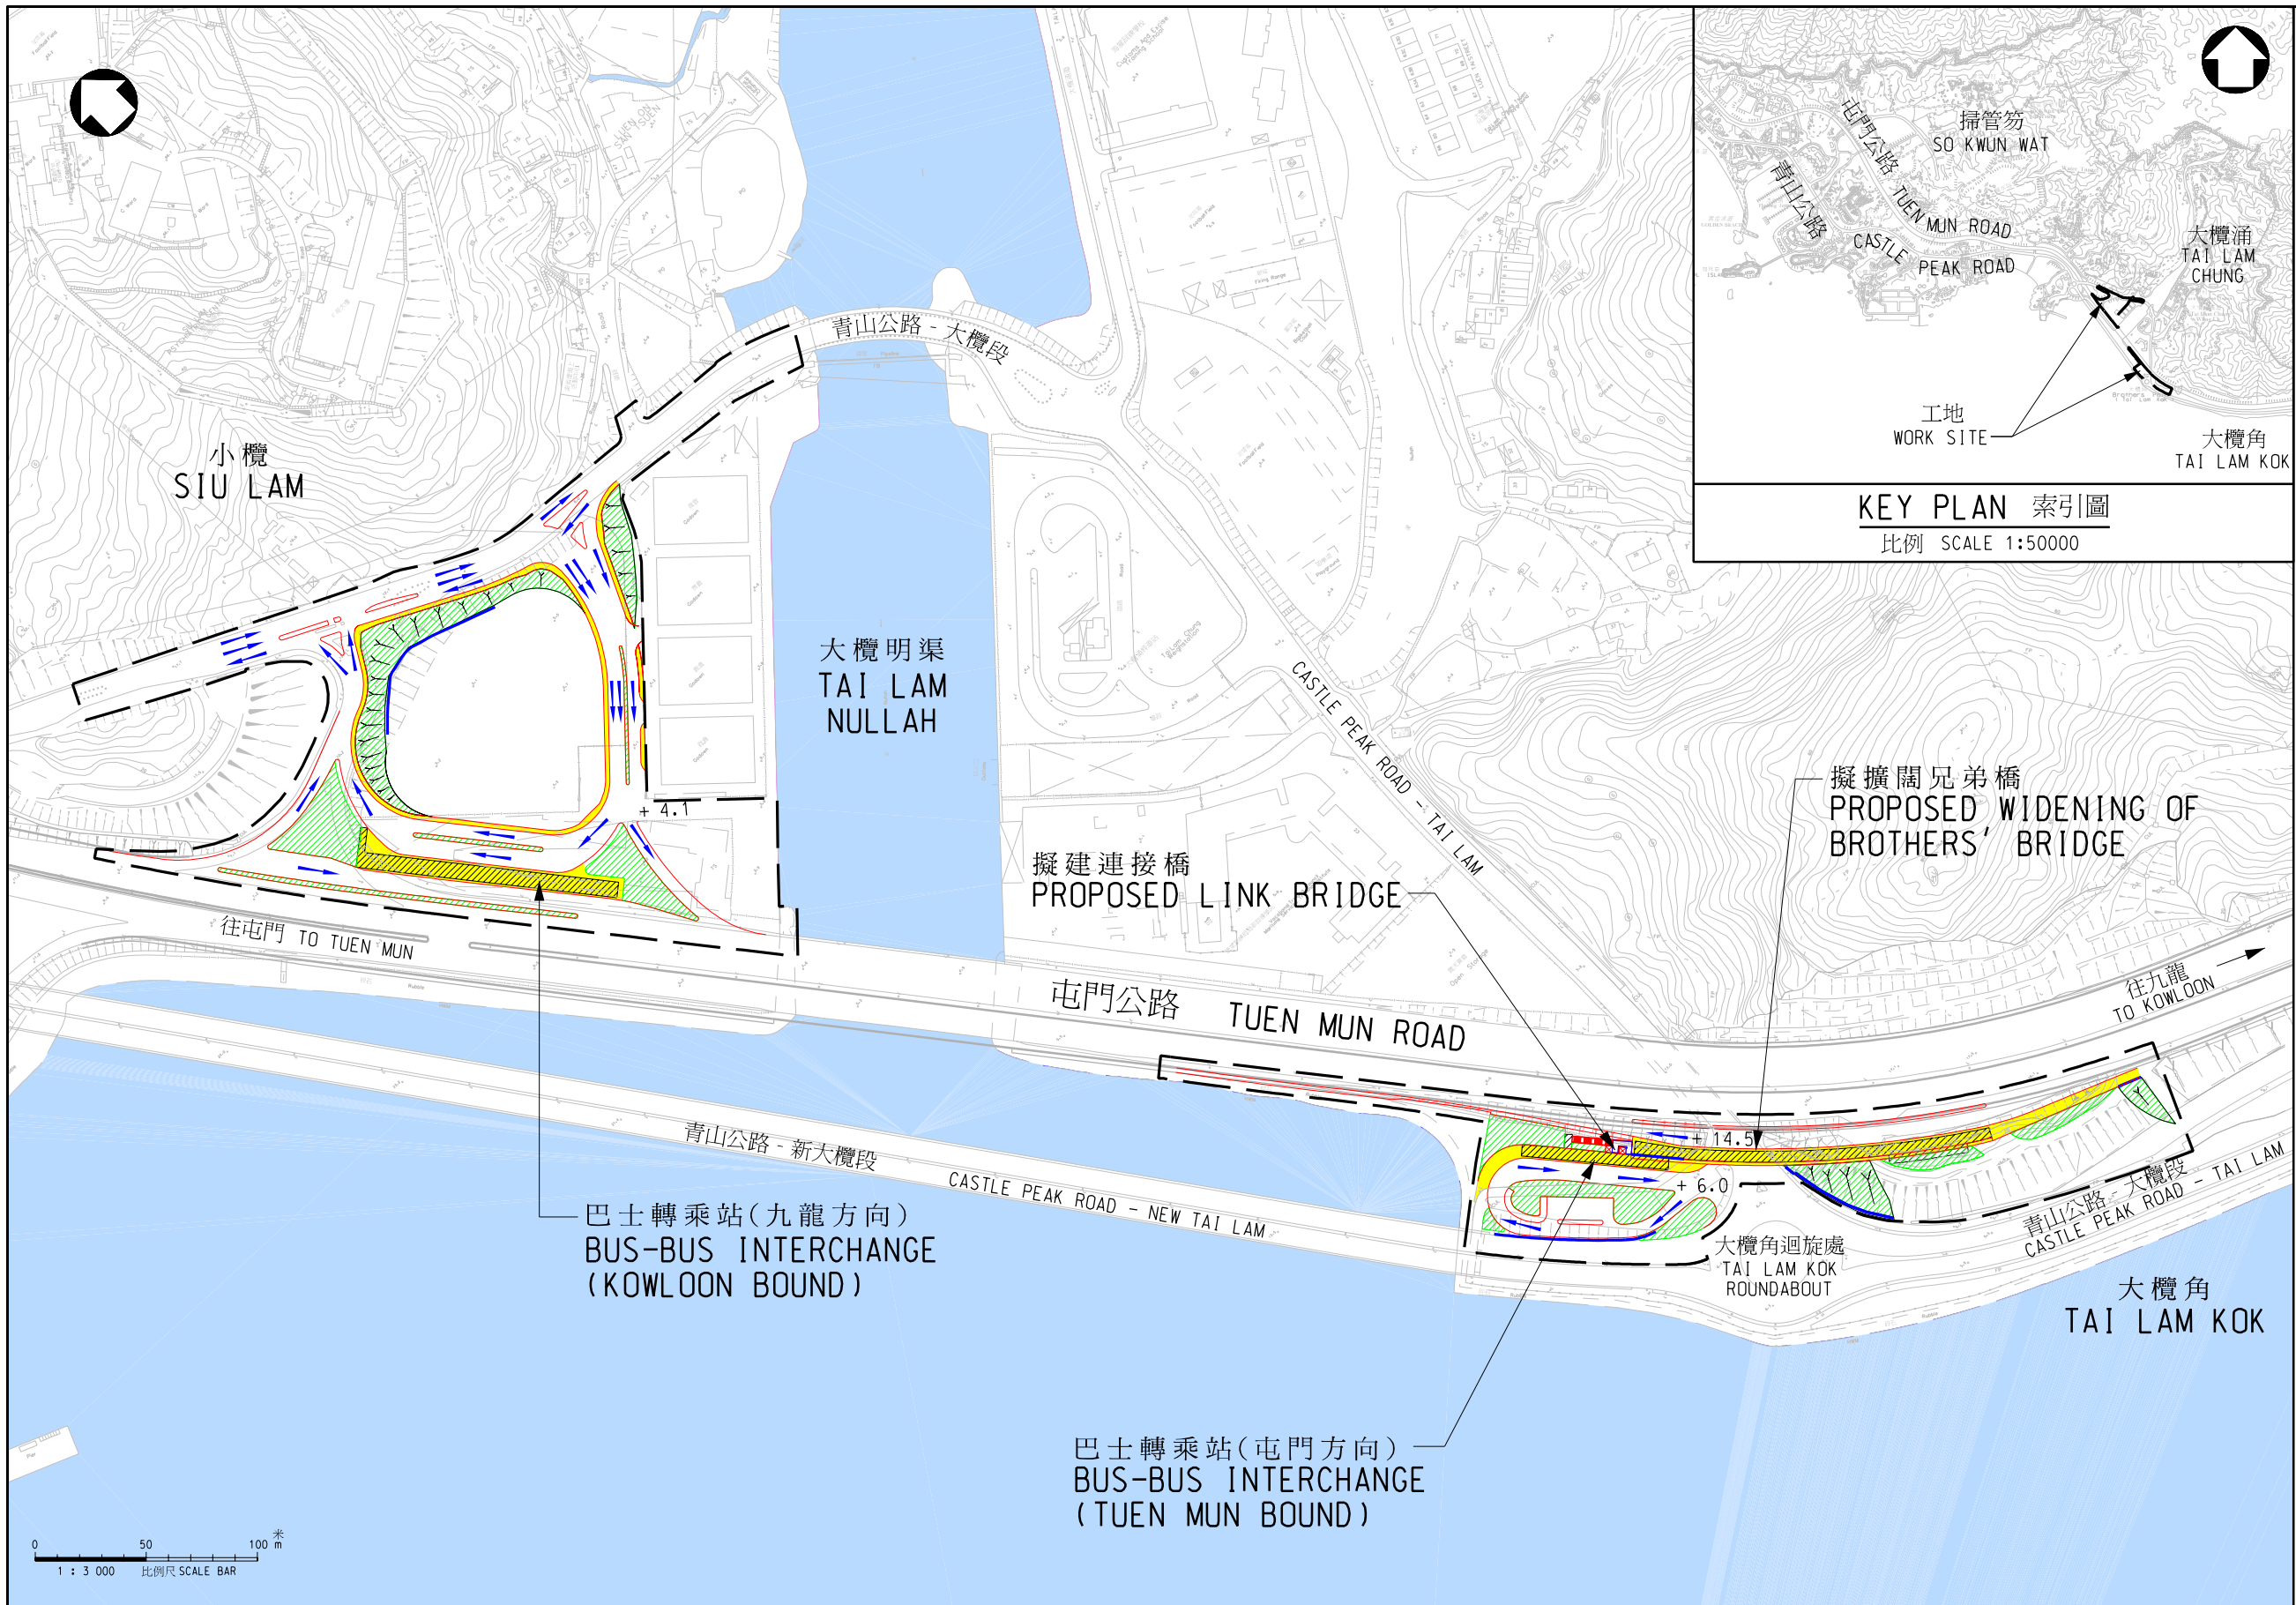 掃管笏
SO KWUN WAT
屯門公路
TUEN MUN ROAD
青山公路
CASTLE PEAK ROAD
大欖涌
TAI LAM
CHUNG
工地
WORK SITE
大欖角
TAI LAM KOK
KEY PLAN 索引圖
比例 SCALE 1:50000
青山公路 - 大欖段
小欖
SIU LAM
大欖明渠
TAI LAM
NULLAH
CASTLE PEAK ROAD - TAI LAM
擬擴闊兄弟橋
PROPOSED WIDENING OF
BROTHERS' BRIDGE
擬建連接橋
PROPOSED LINK BRIDGE
+ 4.1
往屯門 TO TUEN MUN
屯門公路 TUEN MUN ROAD
往九龍
TO KOWLOON
+ 14.5
+ 6.0
青山公路 - 新大欖段
CASTLE PEAK ROAD - NEW TAI LAM
巴士轉乘站(九龍方向)
BUS-BUS INTERCHANGE
(KOWLOON BOUND)
大欖角迴旋處
TAI LAM KOK
ROUNDABOUT
青山公路 - 大欖段
CASTLE PEAK ROAD - TAI LAM
大欖角
TAI LAM KOK
巴士轉乘站(屯門方向)
BUS-BUS INTERCHANGE
(TUEN MUN BOUND)
0 50 100 米 m
1 : 3 000 比例尺 SCALE BAR